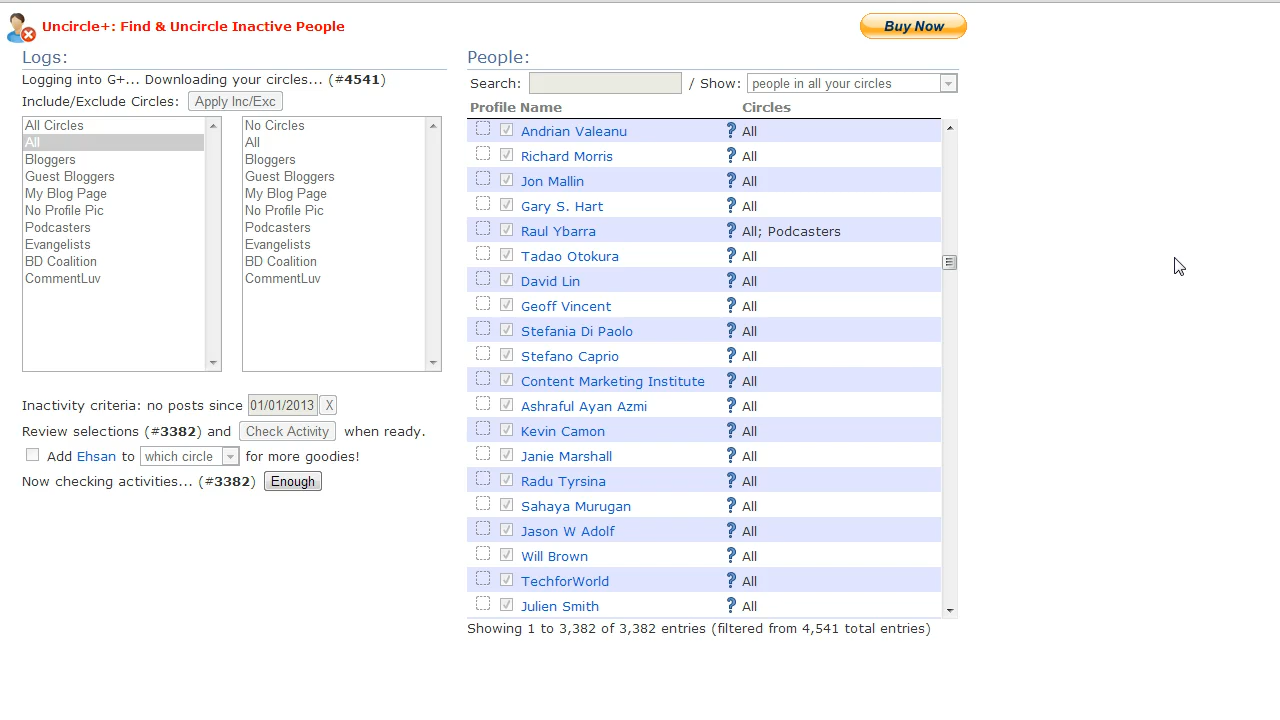 Uncircle+: Find & Uncircle Inactive People
Buy Now
Logs:
Logging into G+... Downloading your circles... (#4541)
Include/Exclude Circles: Apply Inc/Exc
All Circles
All
Bloggers
Guest Bloggers
My Blog Page
No Profile Pic
Podcasters
Evangelists
BD Coalition
CommentLuv
No Circles
All
Bloggers
Guest Bloggers
My Blog Page
No Profile Pic
Podcasters
Evangelists
BD Coalition
CommentLuv
Inactivity criteria: no posts since 01/01/2013 X
Review selections (#3382) and Check Activity when ready.
Add Ehsan to which circle for more goodies!
Now checking activities... (#3382) Enough
People:
Search: / Show: people in all your circles
Profile Name Circles
Andrian Valeanu ? All
Richard Morris ? All
Jon Mallin ? All
Gary S. Hart ? All
Raul Ybarra ? All; Podcasters
Tadao Otokura ? All
David Lin ? All
Geoff Vincent ? All
Stefania Di Paolo ? All
Stefano Caprio ? All
Content Marketing Institute ? All
Ashraful Ayan Azmi ? All
Kevin Camon ? All
Janie Marshall ? All
Radu Tyrsina ? All
Sahaya Murugan ? All
Jason W Adolf ? All
Will Brown ? All
TechforWorld ? All
Julien Smith ? All
Showing 1 to 3,382 of 3,382 entries (filtered from 4,541 total entries)